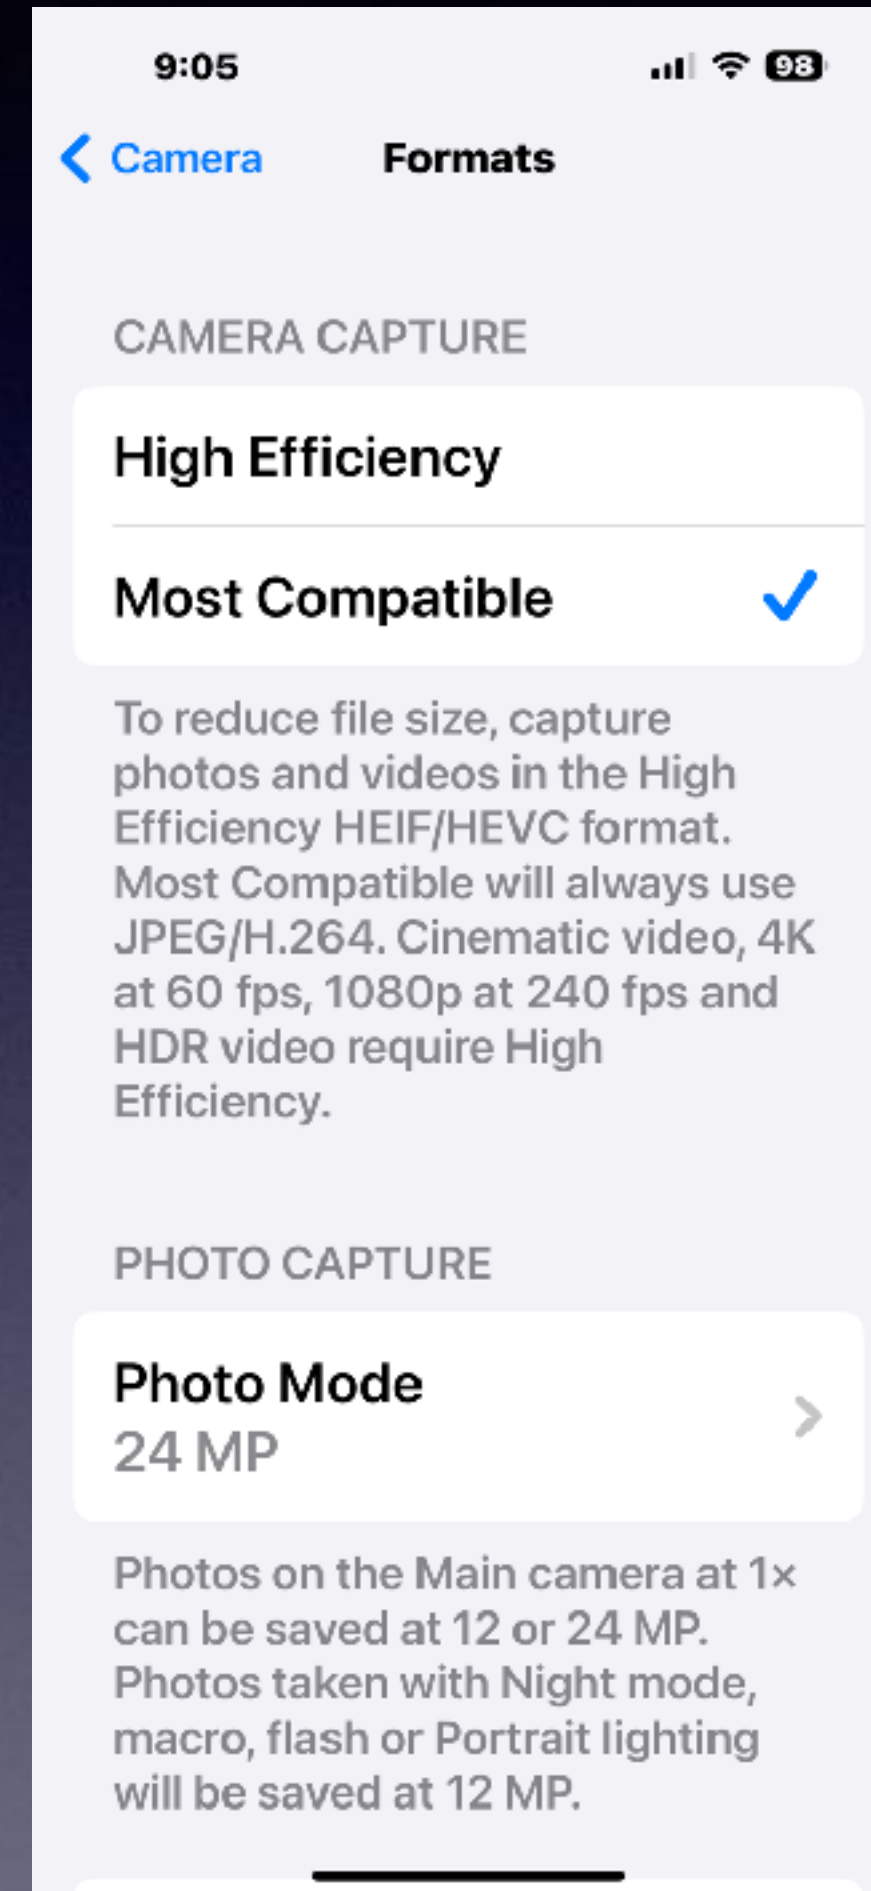 9:05
98
Camera
Formats
CAMERA CAPTURE
High Efficiency
Most Compatible
To reduce file size, capture
photos and videos in the High
Efficiency HEIF/HEVC format.
Most Compatible will always use
JPEG/H.264. Cinematic video, 4K
at 60 fps, 1080p at 240 fps and
HDR video require High
Efficiency.
PHOTO CAPTURE
Photo Mode
24 MP
Photos on the Main camera at 1×
can be saved at 12 or 24 MP.
Photos taken with Night mode,
macro, flash or Portrait lighting
will be saved at 12 MP.